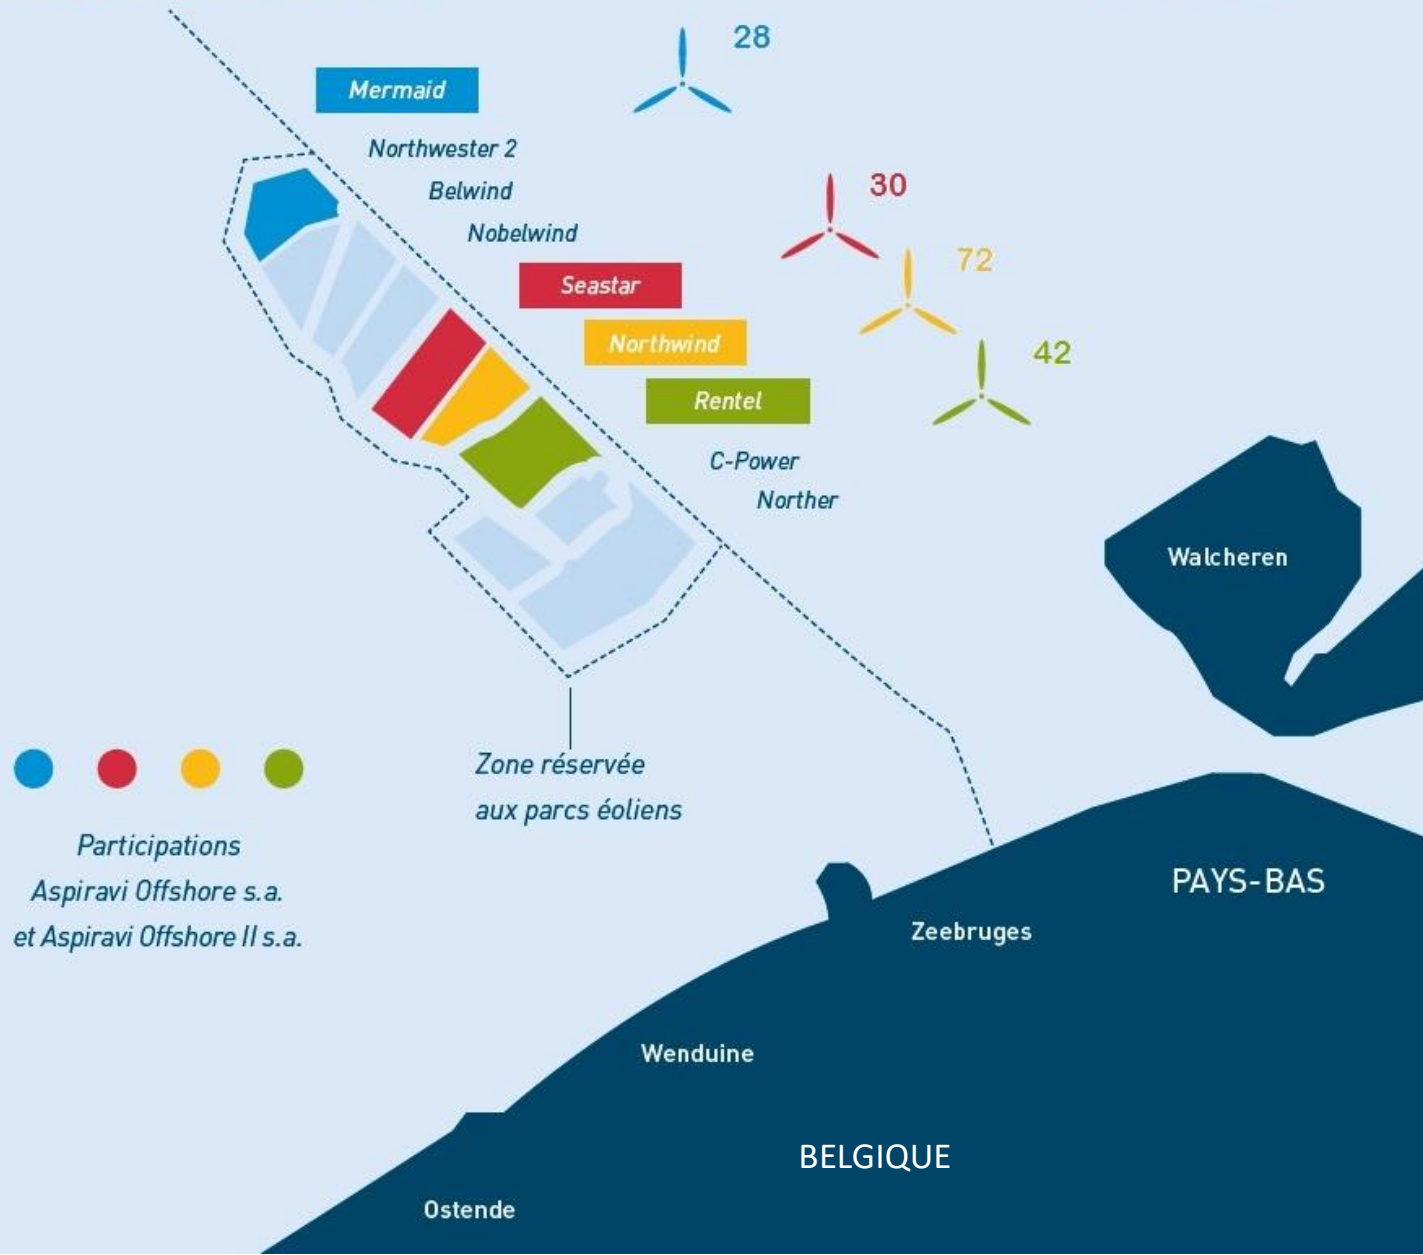 28
Mermaid
Northwester 2
Belwind
30
Nobelwind
72
Seastar
Northwind
42
Rentel
C-Power
Norther
Walcheren
Zone réservée
aux parcs éoliens
Participations
Aspiravi Offshore s.a.
et Aspiravi Offshore II s.a.
PAYS-BAS
Zeebruges
Wenduine
BELGIQUE
Ostende